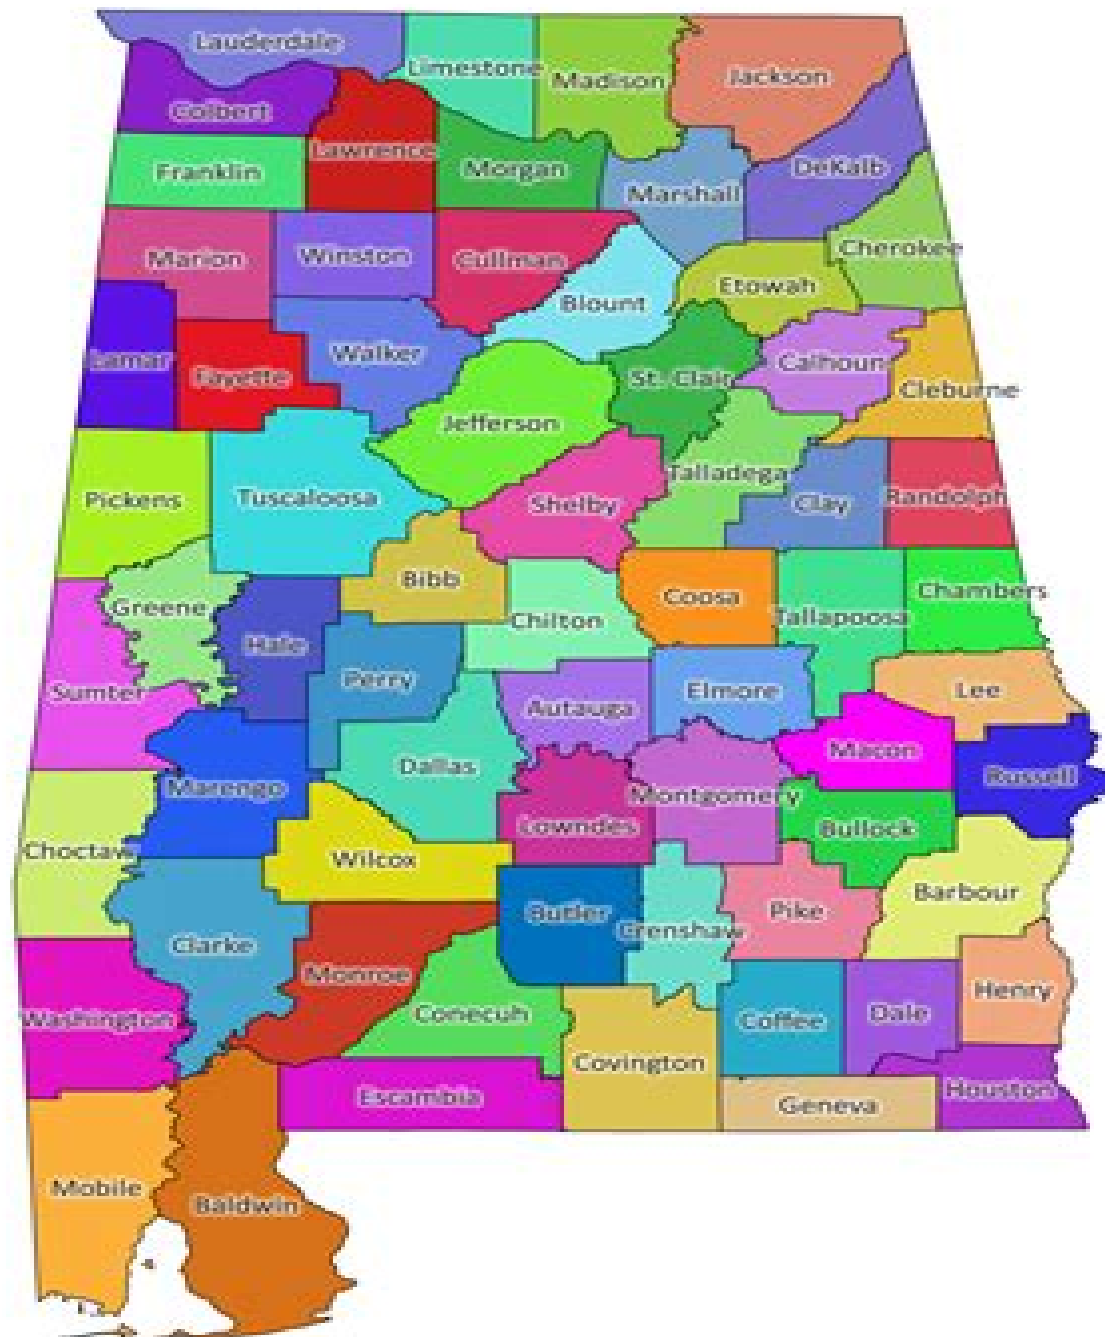 Lauderdale
Limestone
Madison
Jackson
Colbert
Lawrence
Franklin
Morgan
Marshall
DeKalb
Marion
Winston
Cullman
Cherokee
Blount
Etowah
Lamar
Fayette
Walker
St. Clair
Calhoun
Cleburne
Jefferson
Pickens
Tuscaloosa
Shelby
Talladega
Clay
Randolph
Greene
Bibb
Chilton
Coosa
Tallapoosa
Chambers
Hale
Sumter
Perry
Autauga
Elmore
Lee
Marengo
Dallas
Macon
Russell
Montgomery
Choctaw
Wilcox
Lowndes
Bullock
Clarke
Butler
Crenshaw
Pike
Barbour
Monroe
Washington
Conecuh
Covington
Coffee
Dale
Henry
Escambia
Geneva
Houston
Mobile
Baldwin